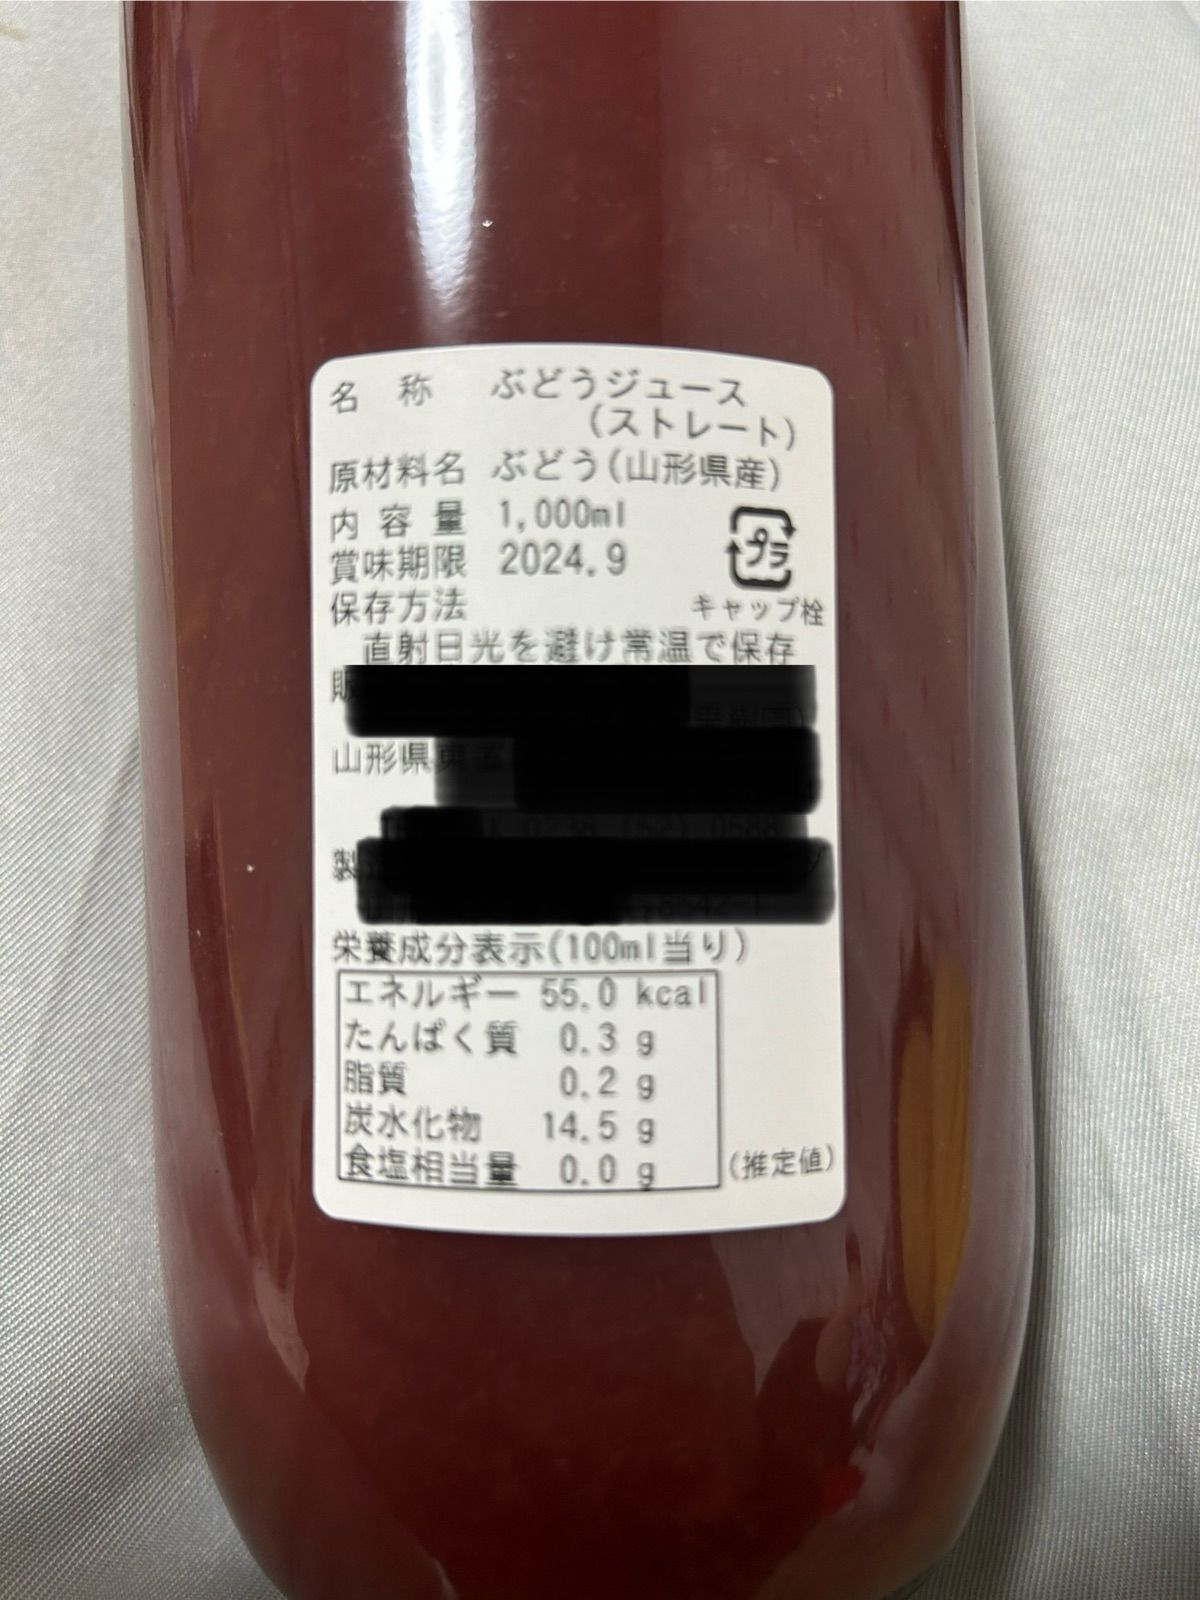 名 称 ぶどうジュース
(ストレート)
原材料名 ぶどう(山形県産)
内 容 量 1,000ml
賞味期限 2024.9
プラ
保存方法
キャップ栓
直射日光を避け常温で保存
販
山形県東
製造
栄養成分表示(100ml当り)
エネルギー 55.0 kcal
たんぱく質 0.3 g
脂質 0.2 g
炭水化物 14.5 g
食塩相当量 0.0 g
(推定値)